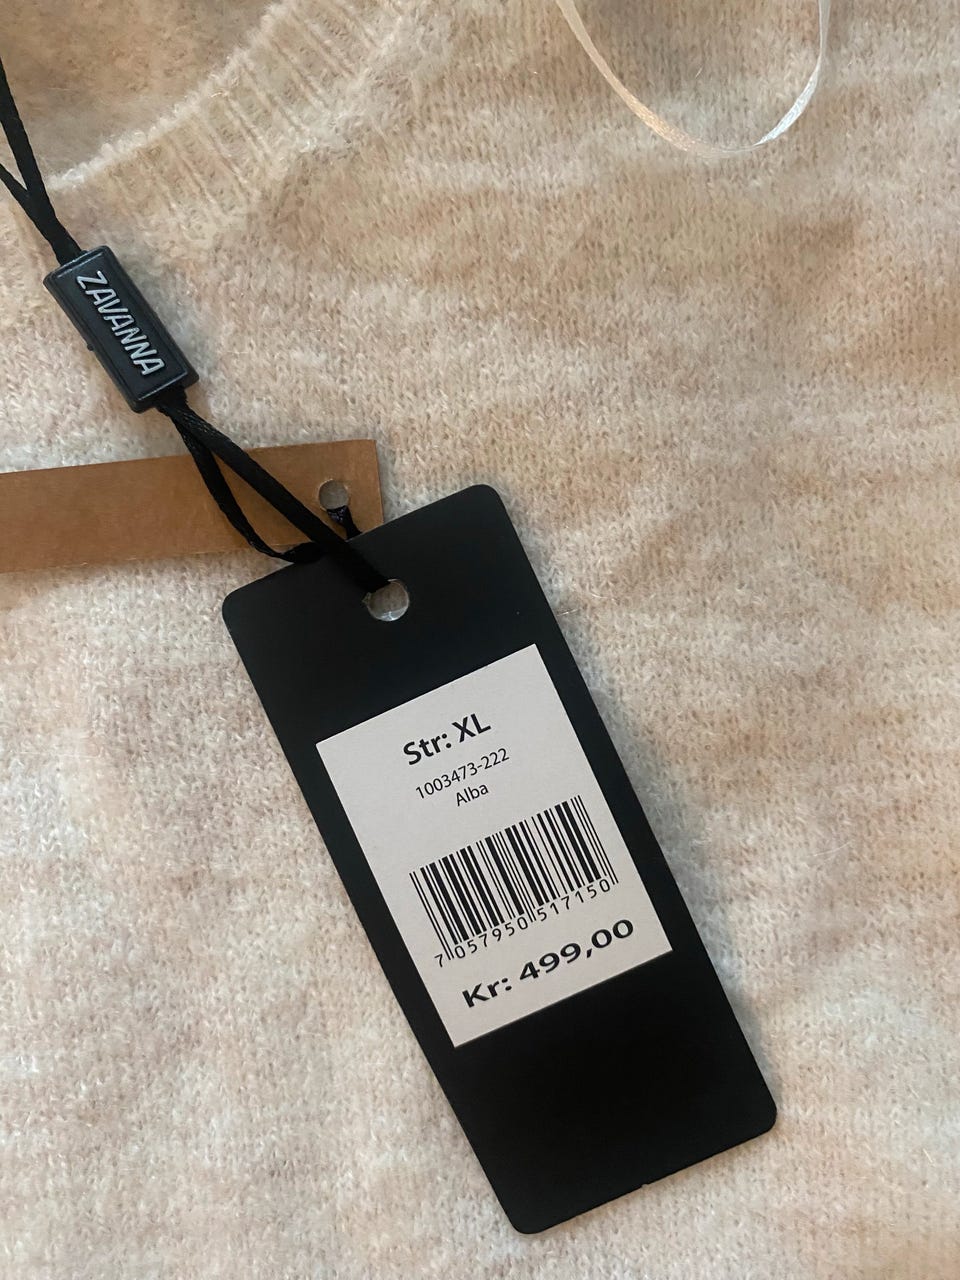 ZAVANNA
Str: XL
1003473-222
Alba
7 057950 517150
Kr: 499,00